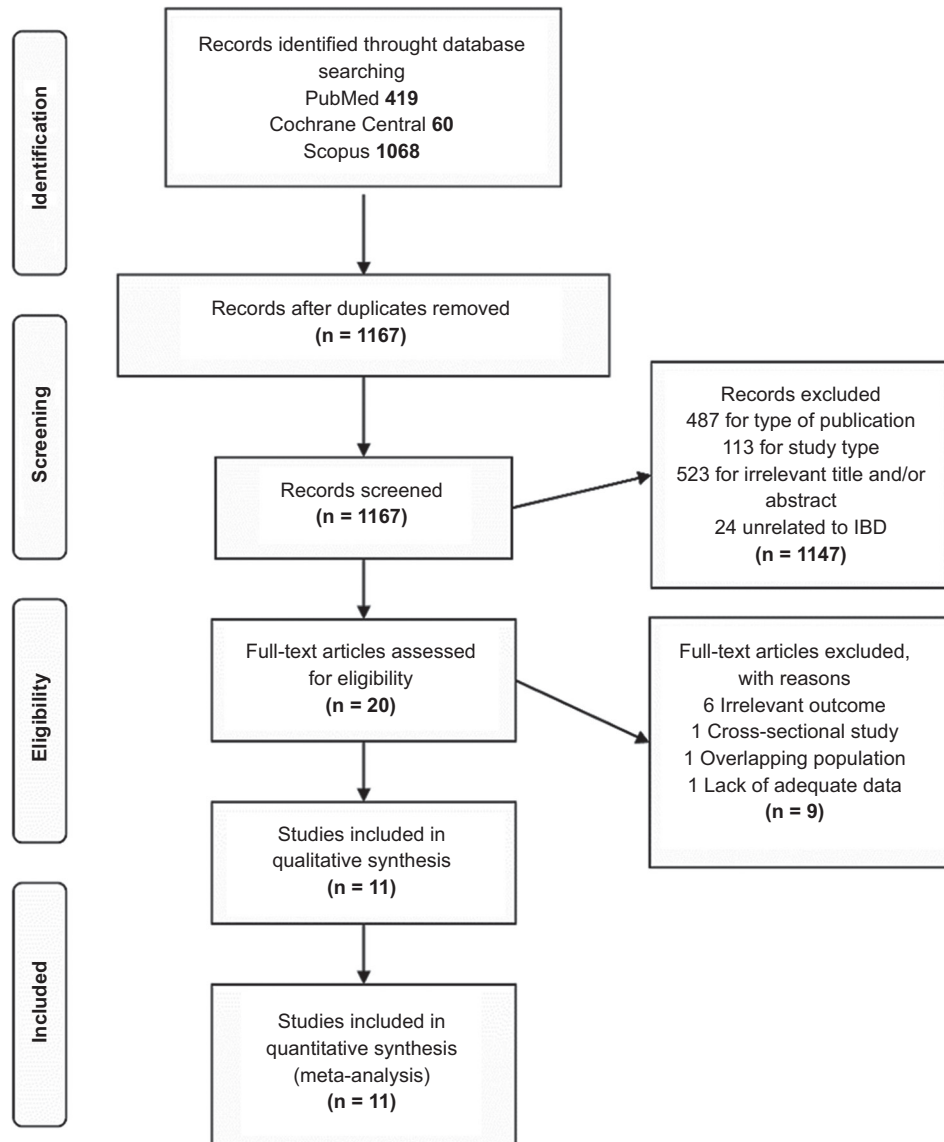 Identification
Records identified throught database
searching
PubMed 419
Cochrane Central 60
Scopus 1068
Records after duplicates removed
(n = 1167)
Screening
Records screened
(n = 1167)
Records excluded
487 for type of publication
113 for study type
523 for irrelevant title and/or
abstract
24 unrelated to IBD
(n = 1147)
Eligibility
Full-text articles assessed
for eligibility
(n = 20)
Full-text articles excluded,
with reasons
6 Irrelevant outcome
1 Cross-sectional study
1 Overlapping population
1 Lack of adequate data
(n = 9)
Studies included in
qualitative synthesis
(n = 11)
Included
Studies included in
quantitative synthesis
(meta-analysis)
(n = 11)